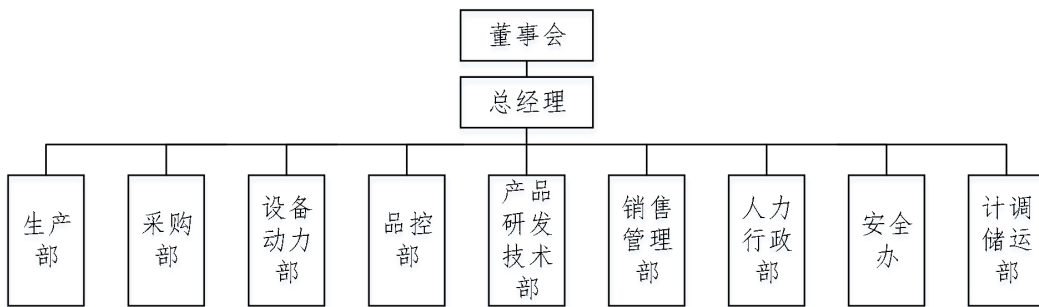 董事会
总经理
生产
部
采购
部
设备
动力
部
品控
部
产品
研发
技术
部
销售
管理
部
人力
行政
部
安全
办
计调
储运
部